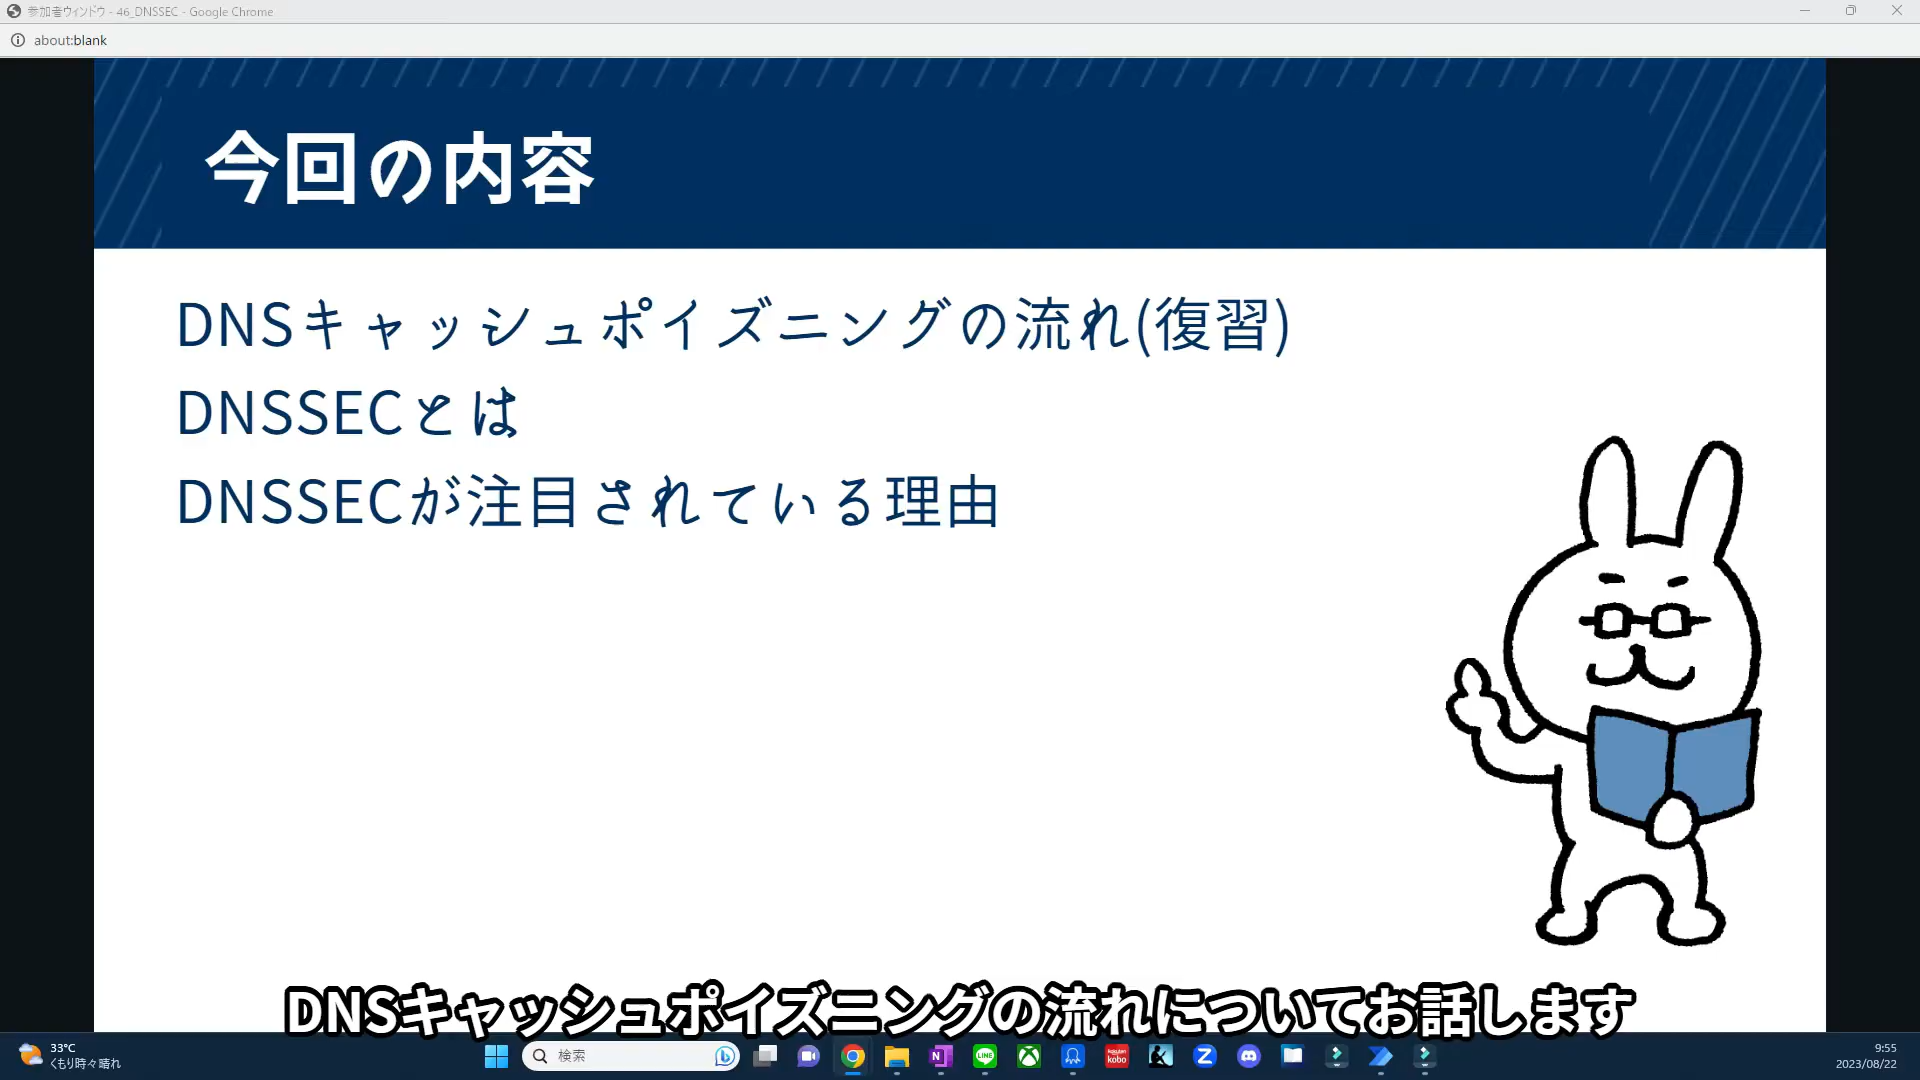 参加者ウィンドウ - 46_DNSSEC - Google Chrome
about:blank
今回の内容
DNSキャッシュポイズニングの流れ(復習)
DNSSECとは
DNSSECが注目されている理由
DNSキャッシュポイズニングの流れについてお話します
33°C
くもり時々晴れ
検索
N
LINE
Rakuten
kobo
Z
9:55
2023/08/22